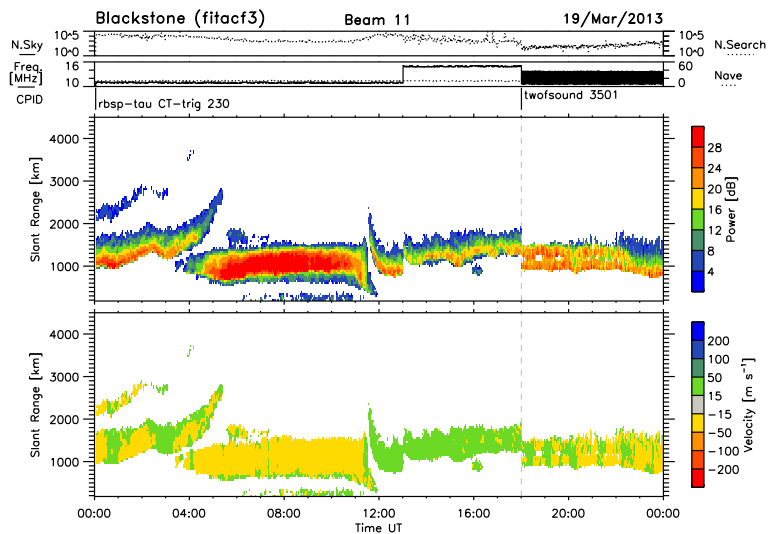 Blackstone (fitacf3) Beam 11 19/Mar/2013
N.Sky 10^5 10^0 10^5 10^0 N.Search
Freq. [MHz] 16 10 60 0 Nave
CPID rbsp-tau CT-trig 230 twofsound 3501
Slant Range [km]
4000
3000
2000
1000
28
24
20
16
12
8
4
Power [dB]
Slant Range [km]
4000
3000
2000
1000
200
100
50
15
-15
-50
-100
-200
Velocity [m s^-1]
00:00 04:00 08:00 12:00 16:00 20:00 00:00
Time UT